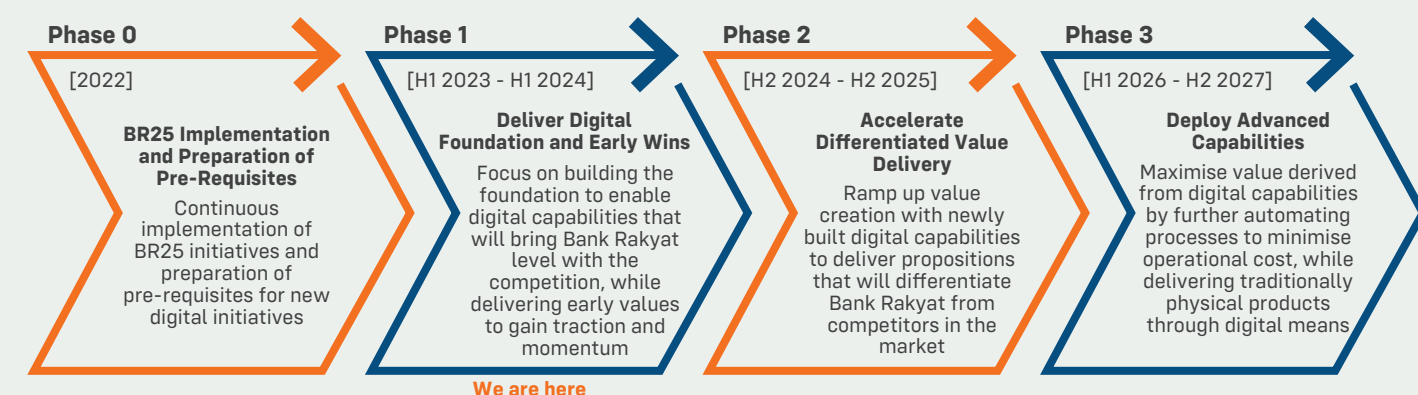 Phase 0
[2022]
BR25 Implementation
and Preparation of
Pre-Requisites
Continuous
implementation of
BR25 initiatives and
preparation of
pre-requisites for new
digital initiatives
Phase 1
[H1 2023 - H1 2024]
Deliver Digital
Foundation and Early Wins
Focus on building the
foundation to enable
digital capabilities that
will bring Bank Rakyat
level with the
competition, while
delivering early values
to gain traction and
momentum
We are here
Phase 2
[H2 2024 - H2 2025]
Accelerate
Differentiated Value
Delivery
Ramp up value
creation with newly
built digital capabilities
to deliver propositions
that will differentiate
Bank Rakyat from
competitors in the
market
Phase 3
[H1 2026 - H2 2027]
Deploy Advanced
Capabilities
Maximise value derived
from digital capabilities
by further automating
processes to minimise
operational cost, while
delivering traditionally
physical products
through digital means